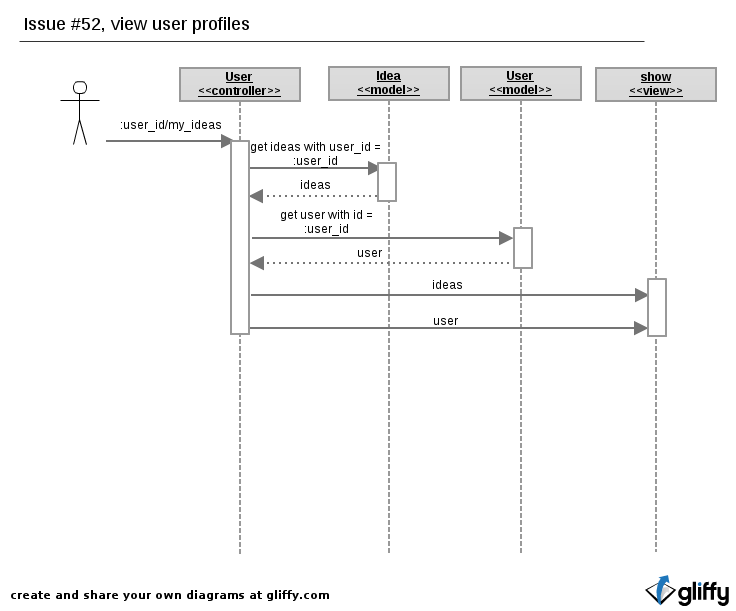 Issue #52, view user profiles
User
<<controller>>
Idea
<<model>>
User
<<model>>
show
<<view>>
:user_id/my_ideas
get ideas with user_id =
:user_id
ideas
get user with id =
:user_id
user
ideas
user
create and share your own diagrams at gliffy.com
gliffy